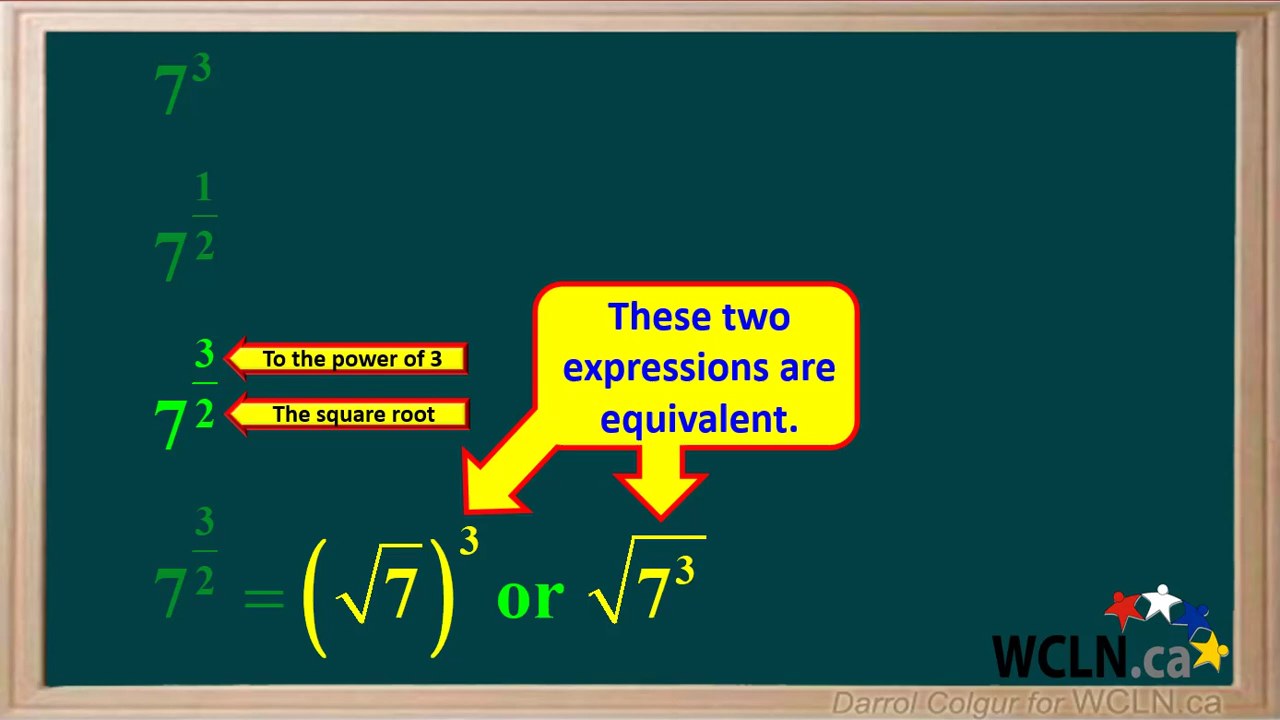 7³
7^(1/2)
These two
expressions are
equivalent.
7^(3/2)
To the power of 3
The square root
7^(3/2) = (√7)³ or √(7³)
WCLN.ca
Darrol Colgur for WCLN.ca